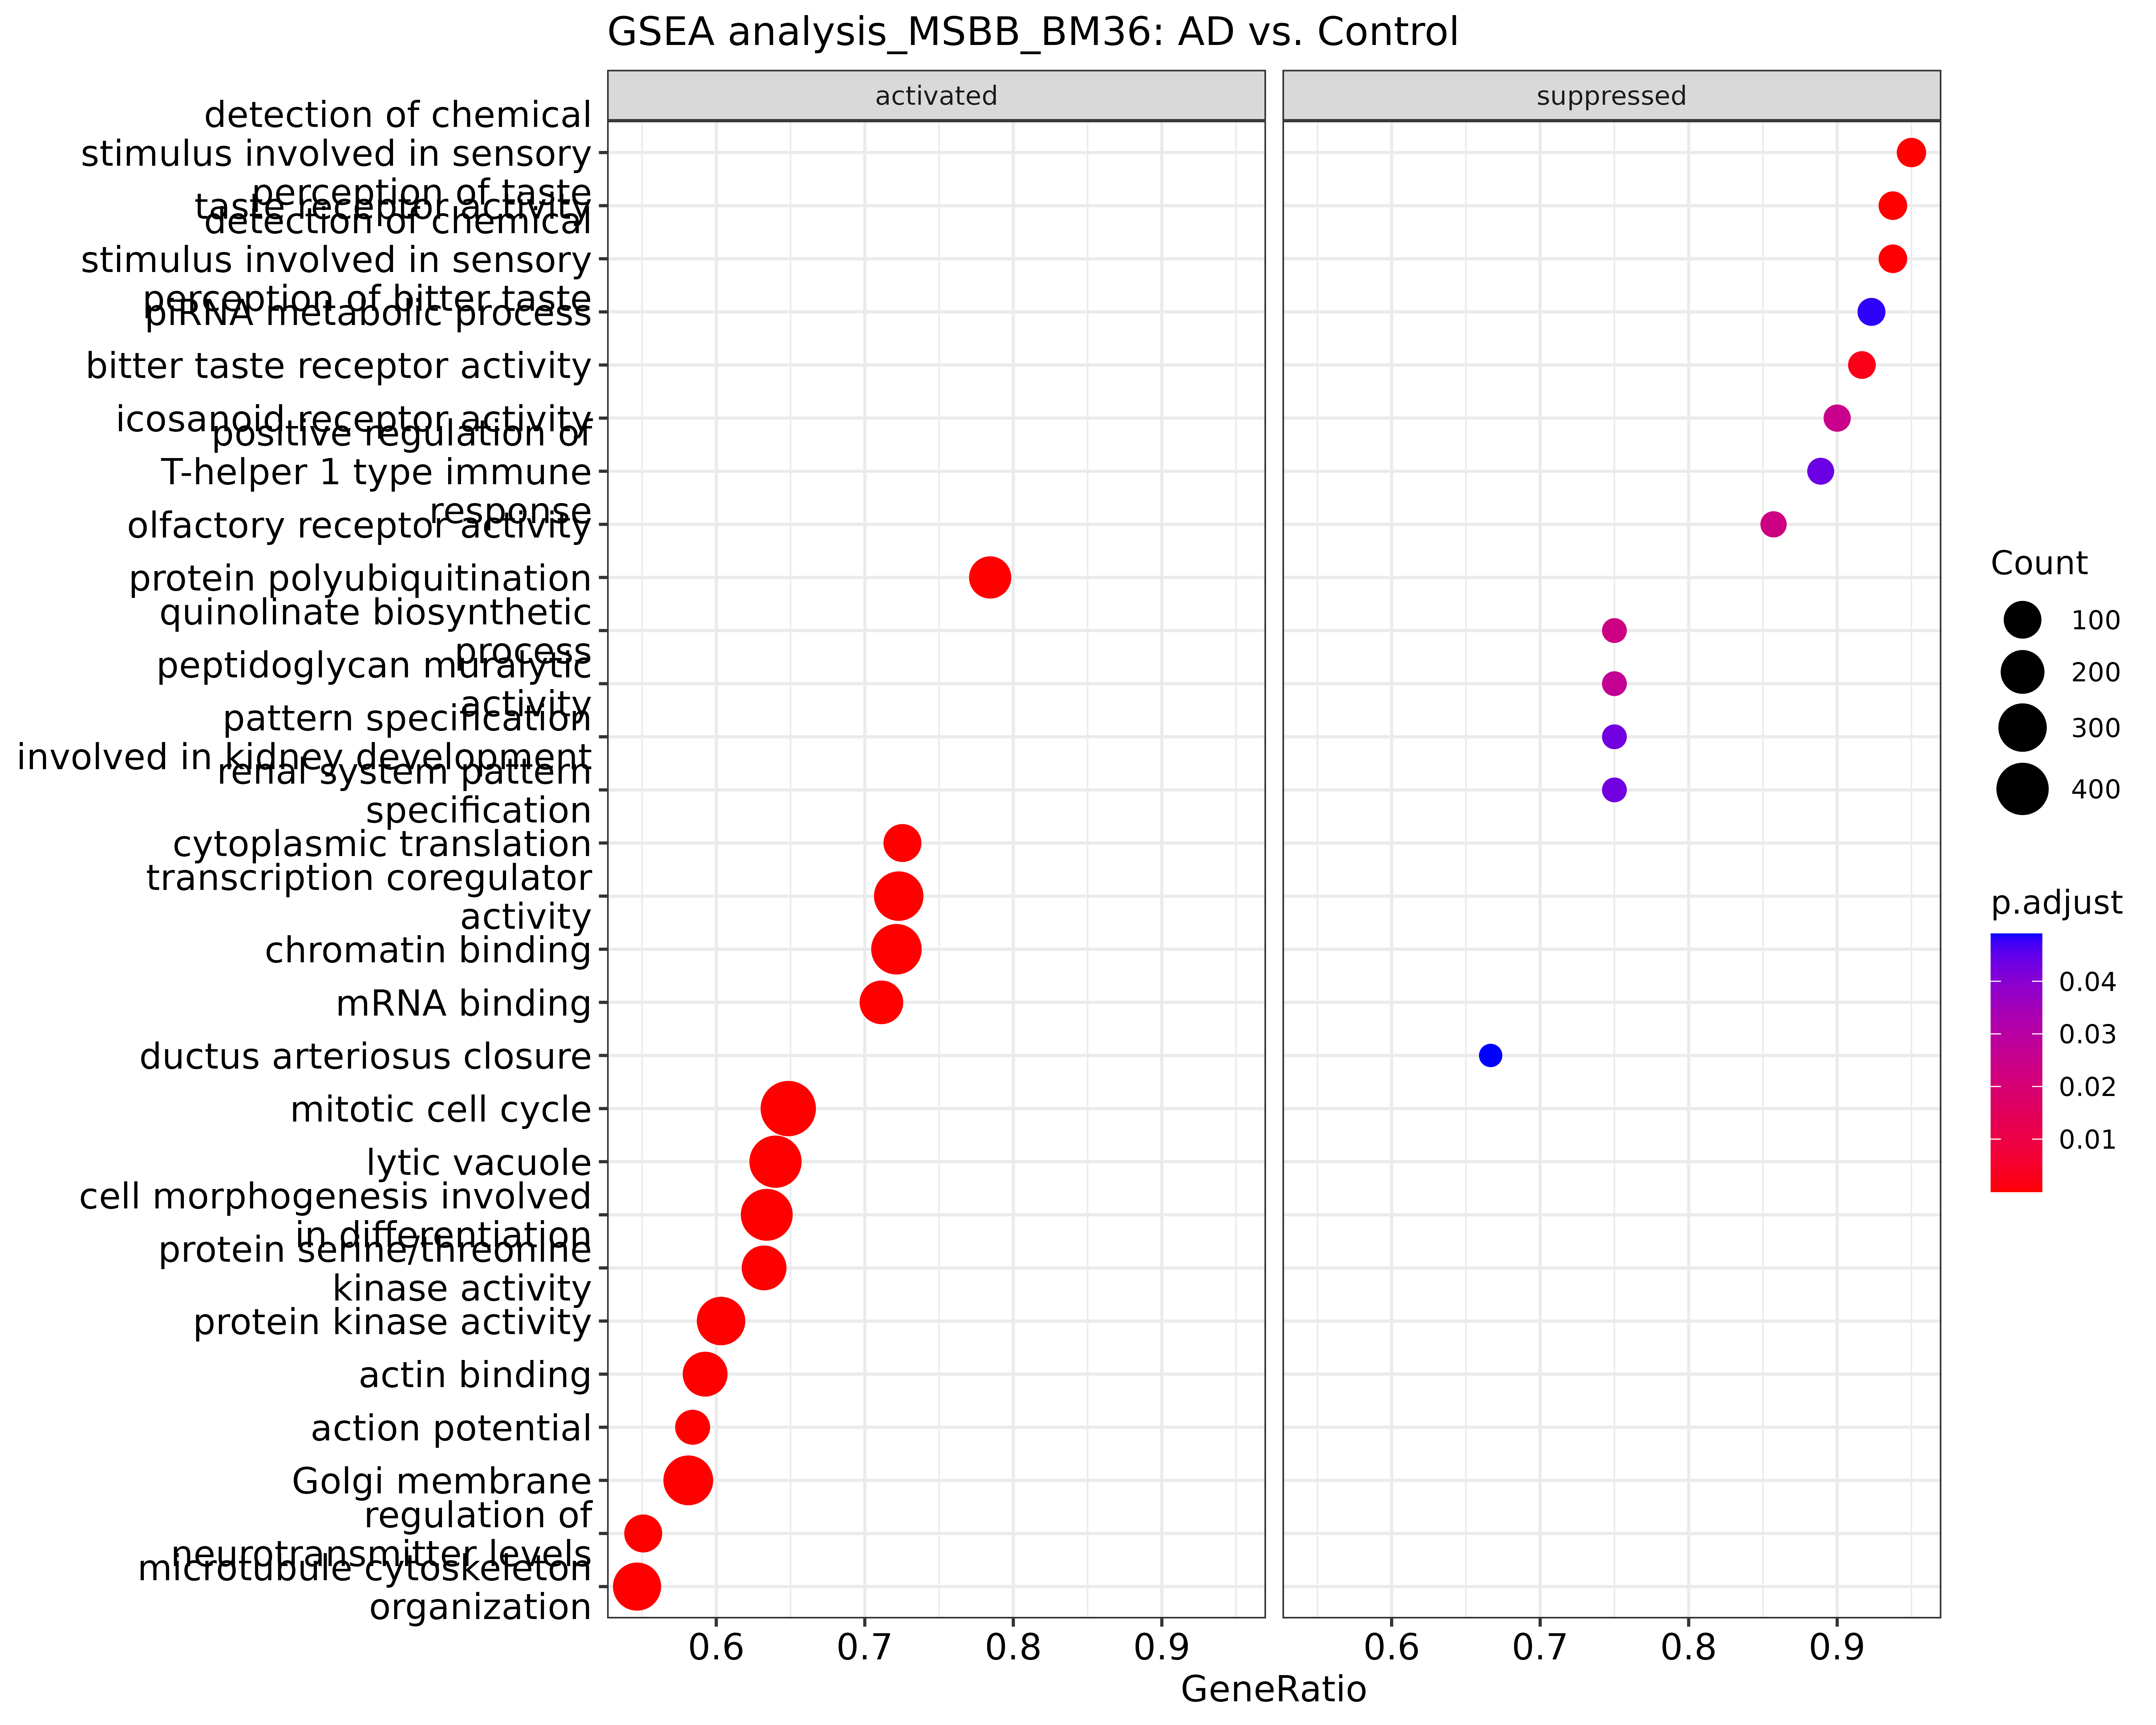 GSEA analysis_MSBB_BM36: AD vs. Control
activated
suppressed
detection of chemical
stimulus involved in sensory
perception of taste
taste receptor activity
detection of chemical
stimulus involved in sensory
perception of bitter taste
piRNA metabolic process
bitter taste receptor activity
icosanoid receptor activity
positive regulation of
T-helper 1 type immune
response
olfactory receptor activity
protein polyubiquitination
quinolinate biosynthetic
process
peptidoglycan muralytic
activity
pattern specification
involved in kidney development
renal system pattern
specification
cytoplasmic translation
transcription coregulator
activity
chromatin binding
mRNA binding
ductus arteriosus closure
mitotic cell cycle
lytic vacuole
cell morphogenesis involved
in differentiation
protein serine/threonine
kinase activity
protein kinase activity
actin binding
action potential
Golgi membrane
regulation of
neurotransmitter levels
microtubule cytoskeleton
organization
0.6 0.7 0.8 0.9
0.6 0.7 0.8 0.9
GeneRatio
Count
100
200
300
400
p.adjust
0.04
0.03
0.02
0.01